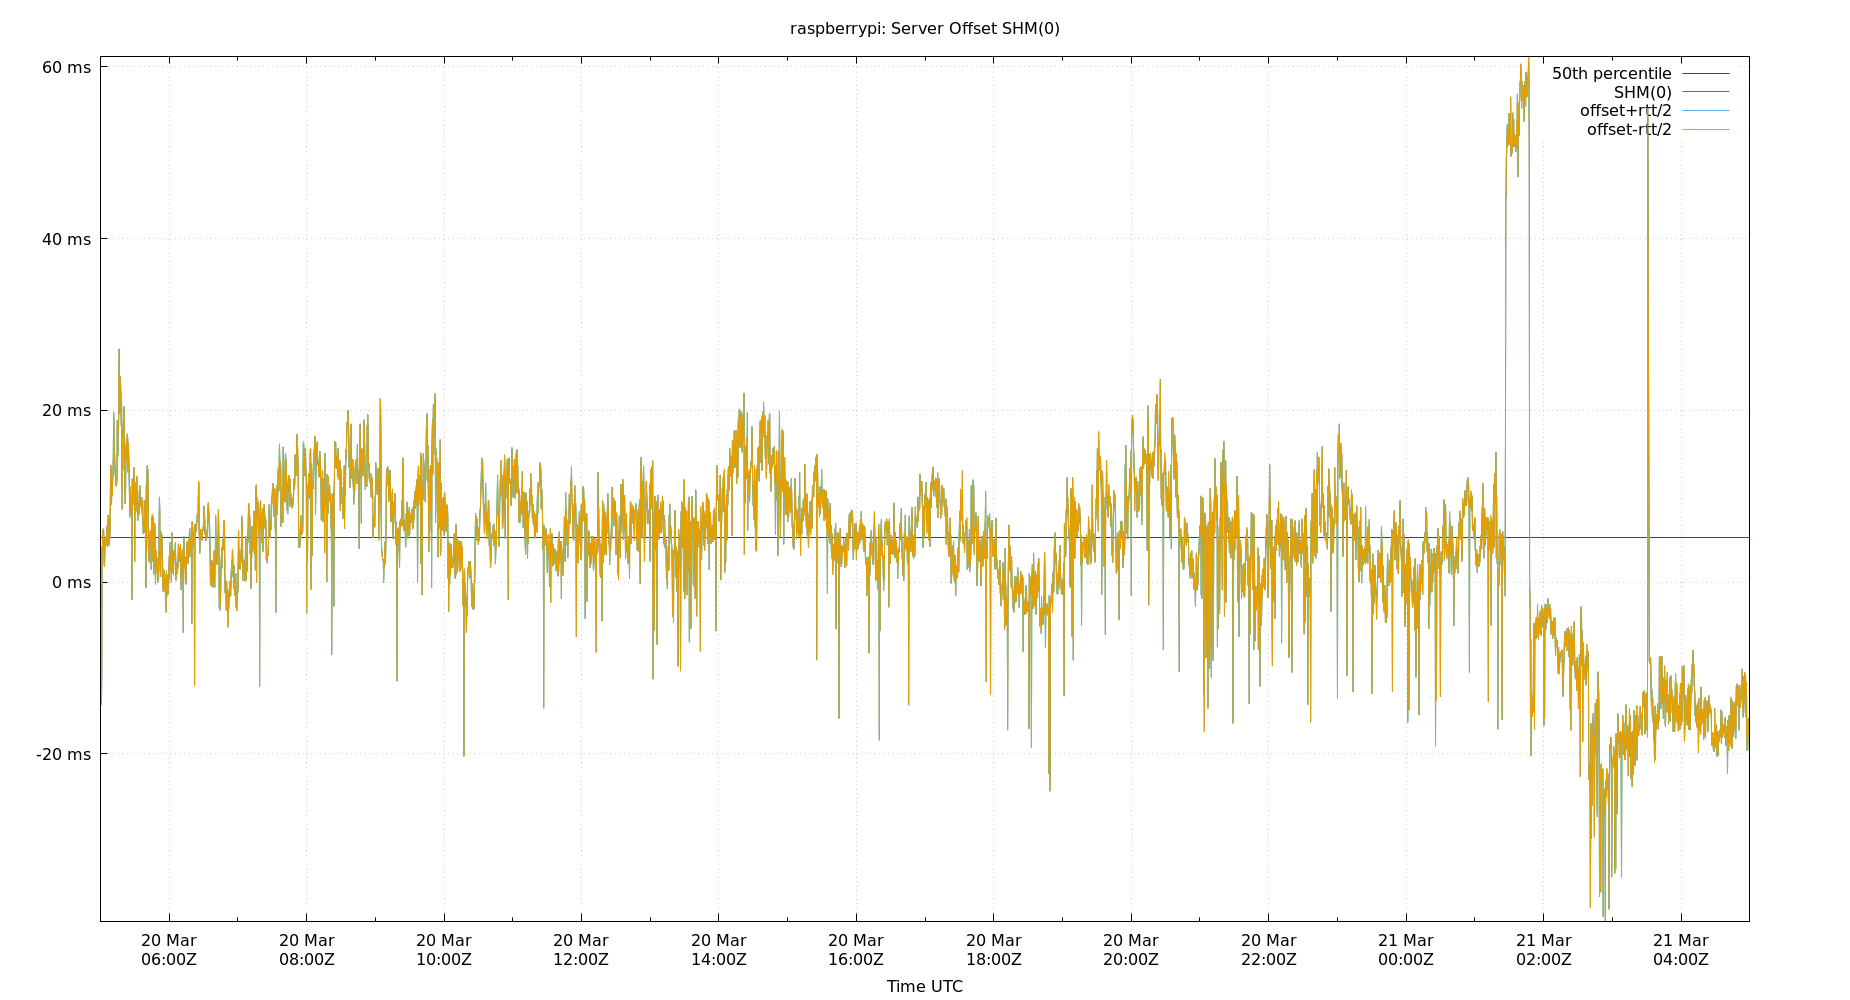 raspberrypi: Server Offset SHM(0)
60 ms
40 ms
20 ms
0 ms
-20 ms
50th percentile
SHM(0)
offset+rtt/2
offset-rtt/2
20 Mar 20 Mar 20 Mar 20 Mar 20 Mar 20 Mar 20 Mar 20 Mar 20 Mar 21 Mar 21 Mar 21 Mar
06:00Z 08:00Z 10:00Z 12:00Z 14:00Z 16:00Z 18:00Z 20:00Z 22:00Z 00:00Z 02:00Z 04:00Z
Time UTC